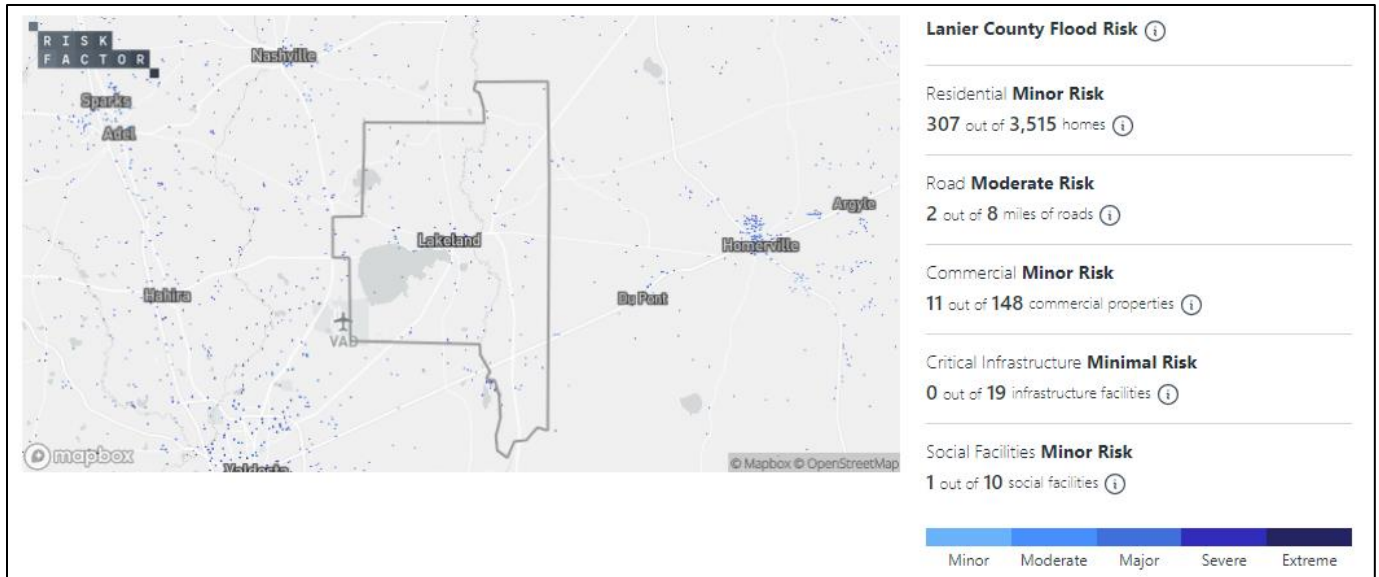 RISK
FACTOR
Nashville
Sparks
Adel
Argyle
Lakeland
Homerville
Hahira
Du Pont
VAD
Valdosta
mapbox
© Mapbox © OpenStreetMap
Lanier County Flood Risk i
Residential Minor Risk
307 out of 3,515 homes i
Road Moderate Risk
2 out of 8 miles of roads i
Commercial Minor Risk
11 out of 148 commercial properties i
Critical Infrastructure Minimal Risk
0 out of 19 infrastructure facilities i
Social Facilities Minor Risk
1 out of 10 social facilities i
Minor Moderate Major Severe Extreme